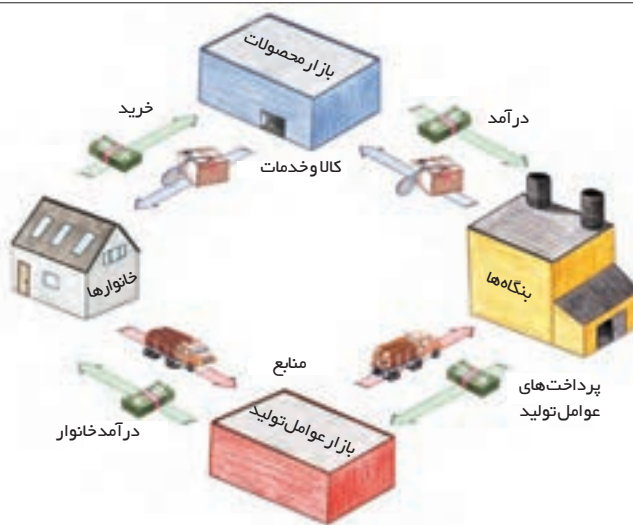 بازار محصولات
خرید
درآمد
کالا و خدمات
خانوارها
بنگاه‌ها
منابع
پرداخت‌های
عوامل تولید
بازار عوامل تولید
درآمد خانوار